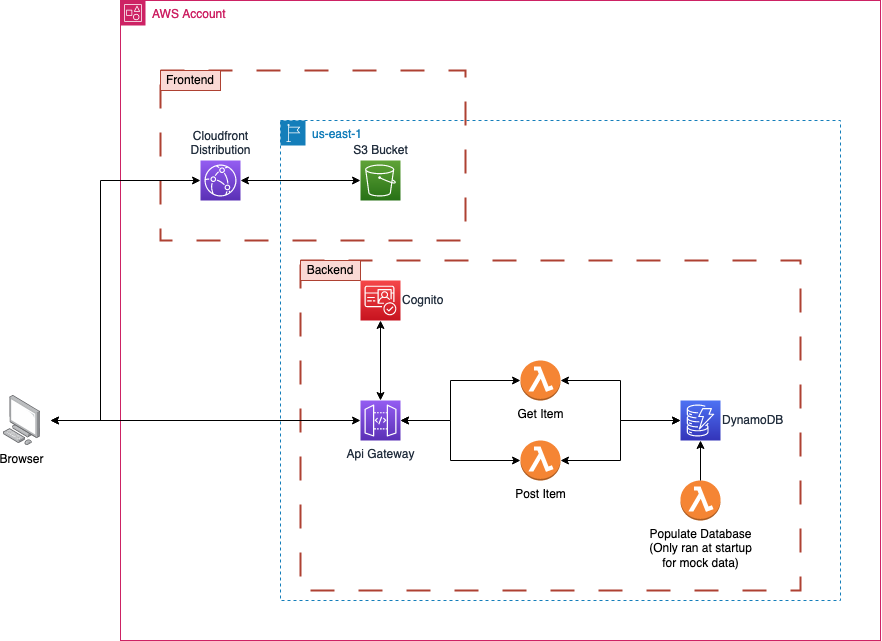 AWS Account
Frontend
Cloudfront
Distribution
us-east-1
S3 Bucket
Backend
Cognito
Get Item
DynamoDB
Api Gateway
Browser
Post Item
Populate Database
(Only ran at startup
for mock data)